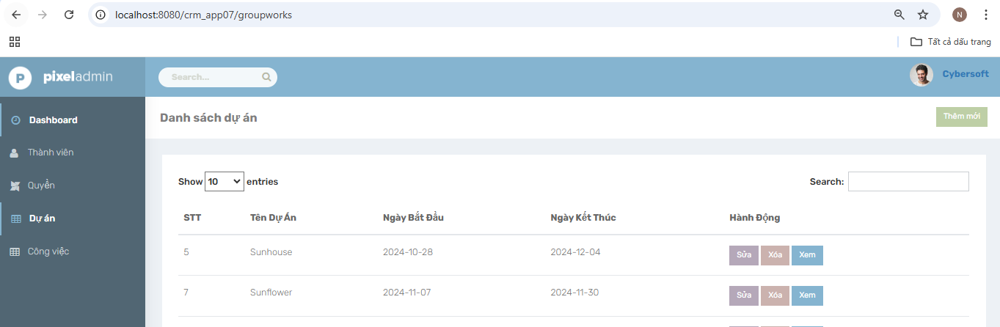 localhost:8080/crm_app07/groupworks
N
Tất cả dấu trang
P pixeladmin
Search...
Cybersoft
Dashboard
Danh sách dự án
Thêm mới
Thành viên
Quyền
Dự án
Công việc
Show 10 entries
Search:
STT Tên Dự Án Ngày Bắt Đầu Ngày Kết Thúc Hành Động
5 Sunhouse 2024-10-28 2024-12-04 Sửa Xóa Xem
7 Sunflower 2024-11-07 2024-11-30 Sửa Xóa Xem